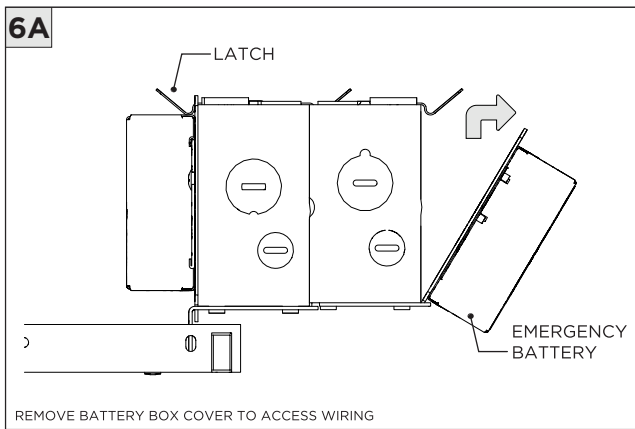 6A
LATCH
EMERGENCY
BATTERY
REMOVE BATTERY BOX COVER TO ACCESS WIRING